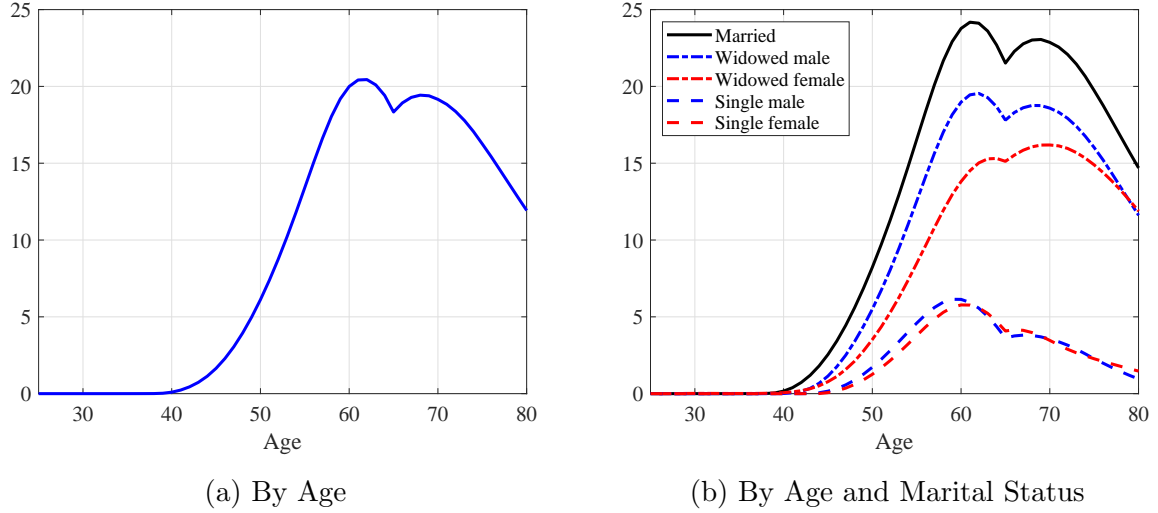 25
20
15
10
5
0
30 40 50 60 70 80
Age
(a) By Age
25
20
15
10
5
0
Married
Widowed male
Widowed female
Single male
Single female
30 40 50 60 70 80
Age
(b) By Age and Marital Status